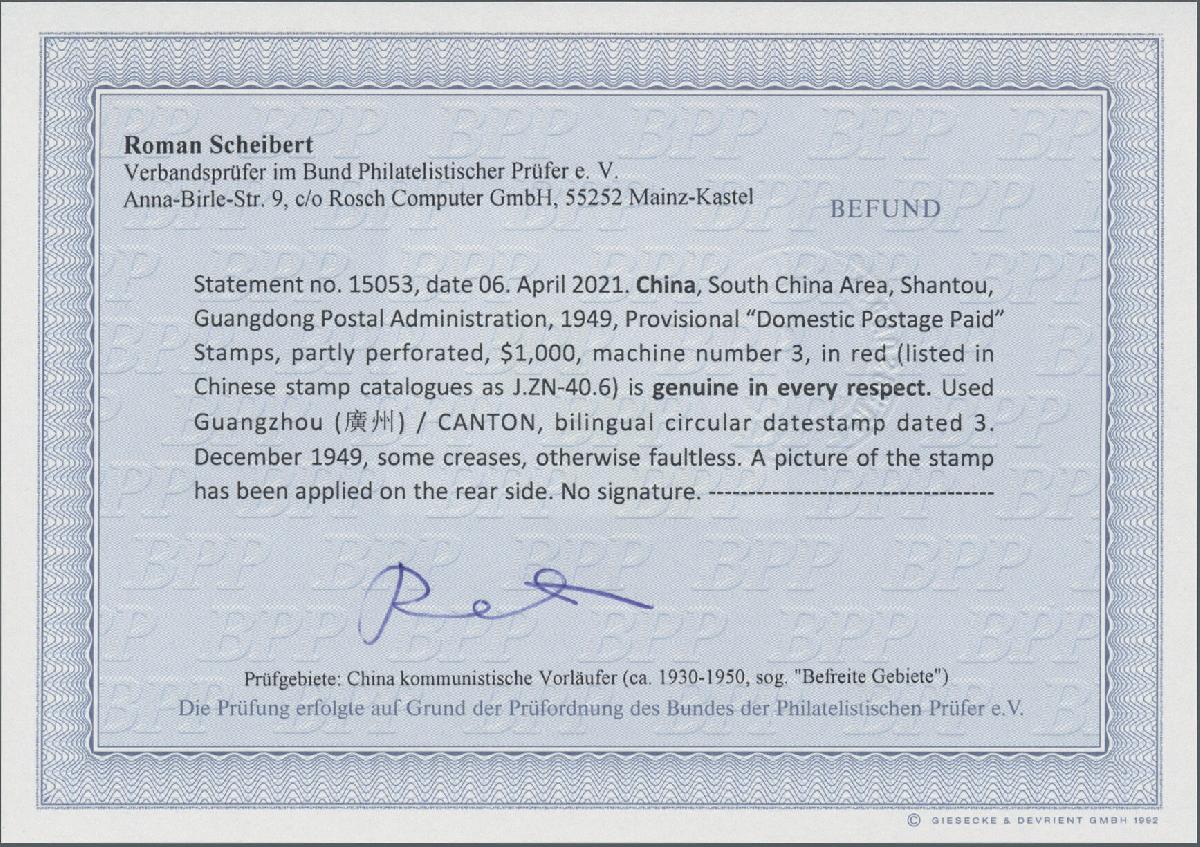 Roman Scheibert
Verbandsprüfer im Bund Philatelistischer Prüfer e. V.
Anna-Birle-Str. 9, c/o Rosch Computer GmbH, 55252 Mainz-Kastel
BEFUND
Statement no. 15053, date 06. April 2021. China, South China Area, Shantou,
Guangdong Postal Administration, 1949, Provisional “Domestic Postage Paid”
Stamps, partly perforated, $1,000, machine number 3, in red (listed in
Chinese stamp catalogues as J.ZN-40.6) is genuine in every respect. Used
Guangzhou (廣州) / CANTON, bilingual circular datestamp dated 3.
December 1949, some creases, otherwise faultless. A picture of the stamp
has been applied on the rear side. No signature. ------------------------------------
Prüfgebiete: China kommunistische Vorläufer (ca. 1930-1950, sog. "Befreite Gebiete")
Die Prüfung erfolgte auf Grund der Prüfordnung des Bundes der Philatelistischen Prüfer e.V.
© GIESECKE & DEVRIENT GMBH 1992